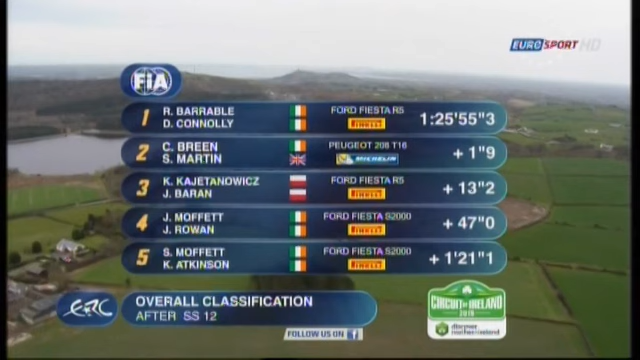 EUROSPORT HD
FIA
1 R. BARRABLE FORD FIESTA R5 1:25'55"3
D. CONNOLLY PIRELLI
2 C. BREEN PEUGEOT 208 T16 + 1"9
S. MARTIN MICHELIN
3 K. KAJETANOWICZ FORD FIESTA R5 + 13"2
J. BARAN PIRELLI
4 J. MOFFETT FORD FIESTA S2000 + 47"0
J. ROWAN PIRELLI
5 S. MOFFETT FORD FIESTA S2000 + 1'21"1
K. ATKINSON PIRELLI
ERC OVERALL CLASSIFICATION
AFTER SS 12
FOLLOW US ON f
CIRCUIT OF IRELAND
discover
northern ireland